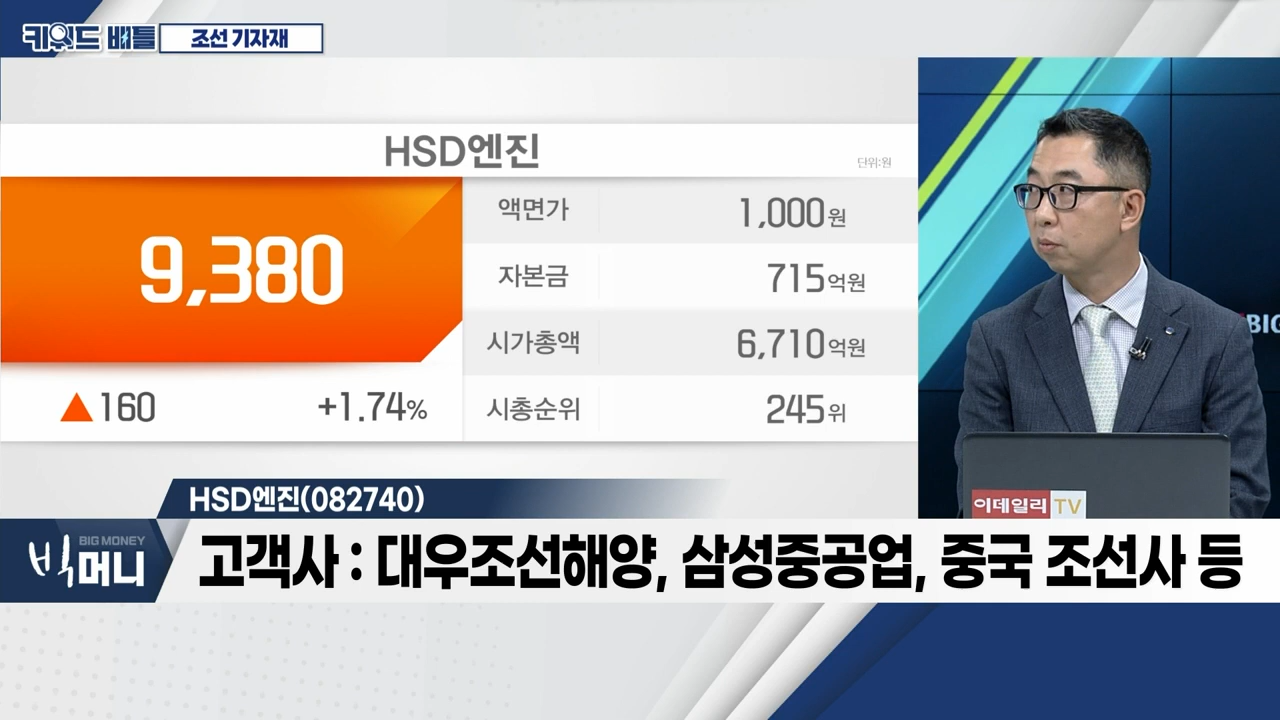 키워드 배틀
조선 기자재
HSD엔진
단위:원
9,380
▲160 +1.74%
액면가 1,000원
자본금 715억원
시가총액 6,710억원
시총순위 245위
BIG
이데일리 TV
HSD엔진(082740)
BIG MONEY
빅머니
고객사 : 대우조선해양, 삼성중공업, 중국 조선사 등